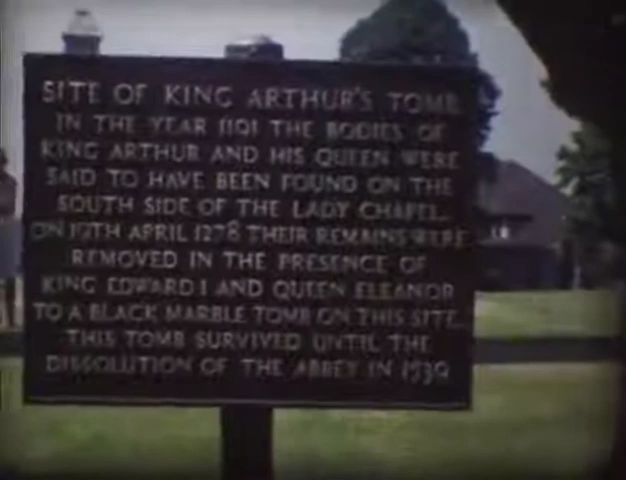 SITE OF KING ARTHUR'S TOMB
IN THE YEAR 1191 THE BODIES OF
KING ARTHUR AND HIS QUEEN WERE
SAID TO HAVE BEEN FOUND ON THE
SOUTH SIDE OF THE LADY CHAPEL.
ON 19TH APRIL 1278 THEIR REMAINS WERE
REMOVED IN THE PRESENCE OF
KING EDWARD I AND QUEEN ELEANOR
TO A BLACK MARBLE TOMB ON THIS SITE.
THIS TOMB SURVIVED UNTIL THE
DISSOLUTION OF THE ABBEY IN 1539